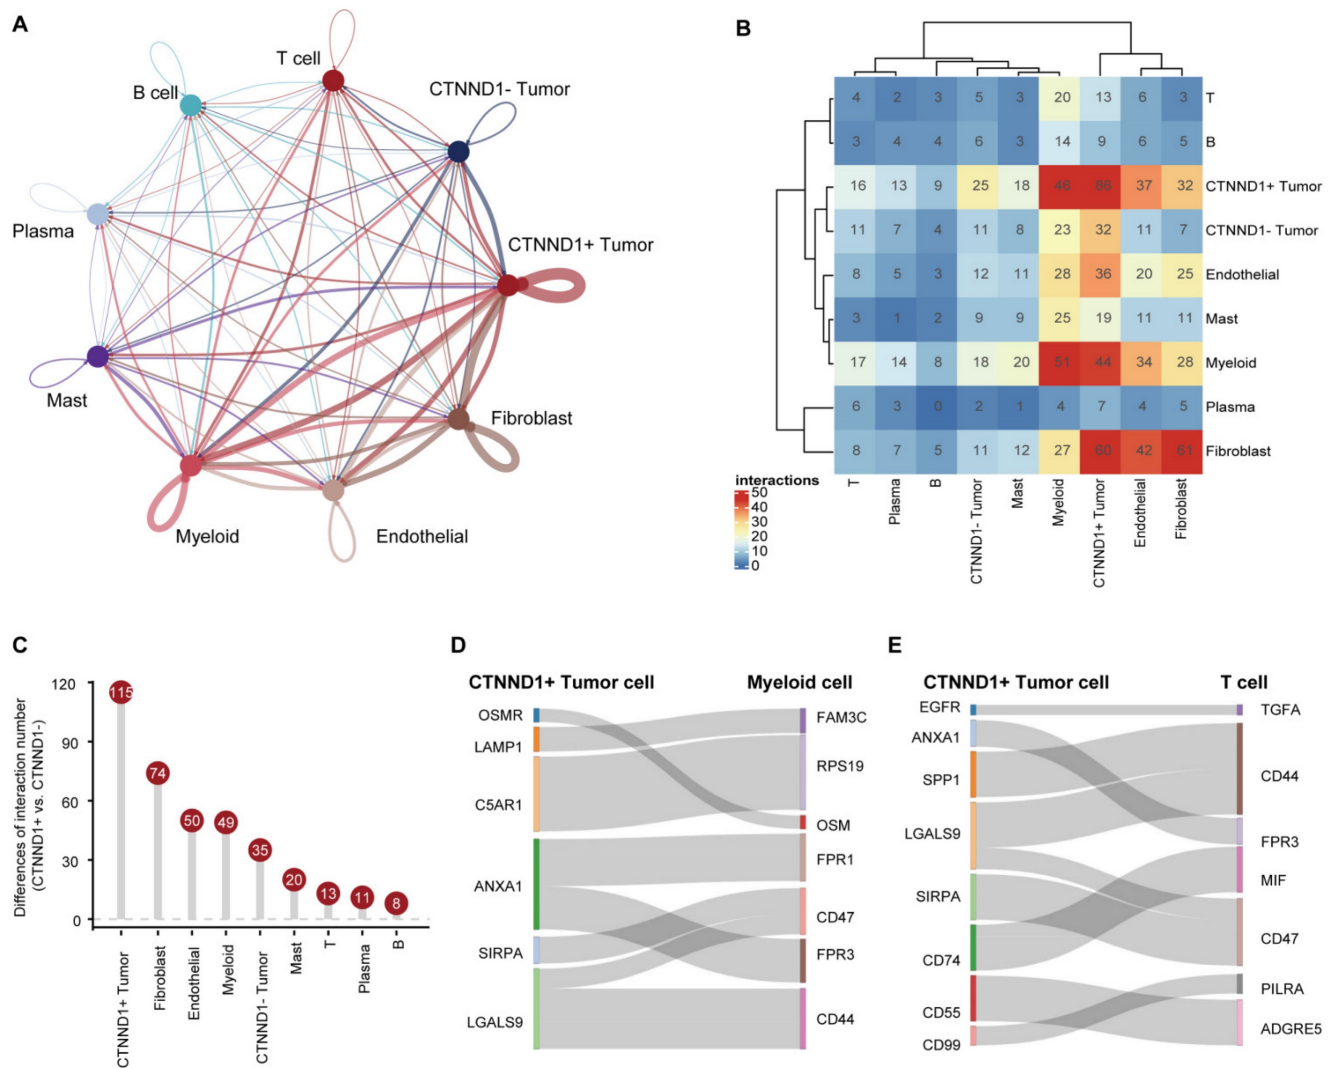 A
T cell
B cell
CTNND1- Tumor
CTNND1+ Tumor
Plasma
Mast
Fibroblast
Myeloid
Endothelial
B
4 2 3 5 3 20 13 6 3 T
3 4 4 6 3 14 9 6 5 B
16 13 9 25 18 46 86 37 32 CTNND1+ Tumor
11 7 4 11 8 23 32 11 7 CTNND1- Tumor
8 5 3 12 11 28 36 20 25 Endothelial
3 1 2 9 9 25 19 11 11 Mast
17 14 8 18 20 51 44 34 28 Myeloid
6 3 0 2 1 4 7 4 5 Plasma
8 7 5 11 12 27 60 42 61 Fibroblast
T
Plasma
B
CTNND1- Tumor
Mast
Myeloid
CTNND1+ Tumor
Endothelial
Fibroblast
interactions
50
40
30
20
10
0
C
Differences of interaction number
(CTNND1+ vs. CTNND1-)
120
90
60
30
0
115
74
50
49
35
20
13
11
8
CTNND1+ Tumor
Fibroblast
Endothelial
Myeloid
CTNND1- Tumor
Mast
T
Plasma
B
D
CTNND1+ Tumor cell
Myeloid cell
OSMR
LAMP1
C5AR1
ANXA1
SIRPA
LGALS9
FAM3C
RPS19
OSM
FPR1
CD47
FPR3
CD44
E
CTNND1+ Tumor cell
T cell
EGFR
ANXA1
SPP1
LGALS9
SIRPA
CD74
CD55
CD99
TGFA
CD44
FPR3
MIF
CD47
PILRA
ADGRE5